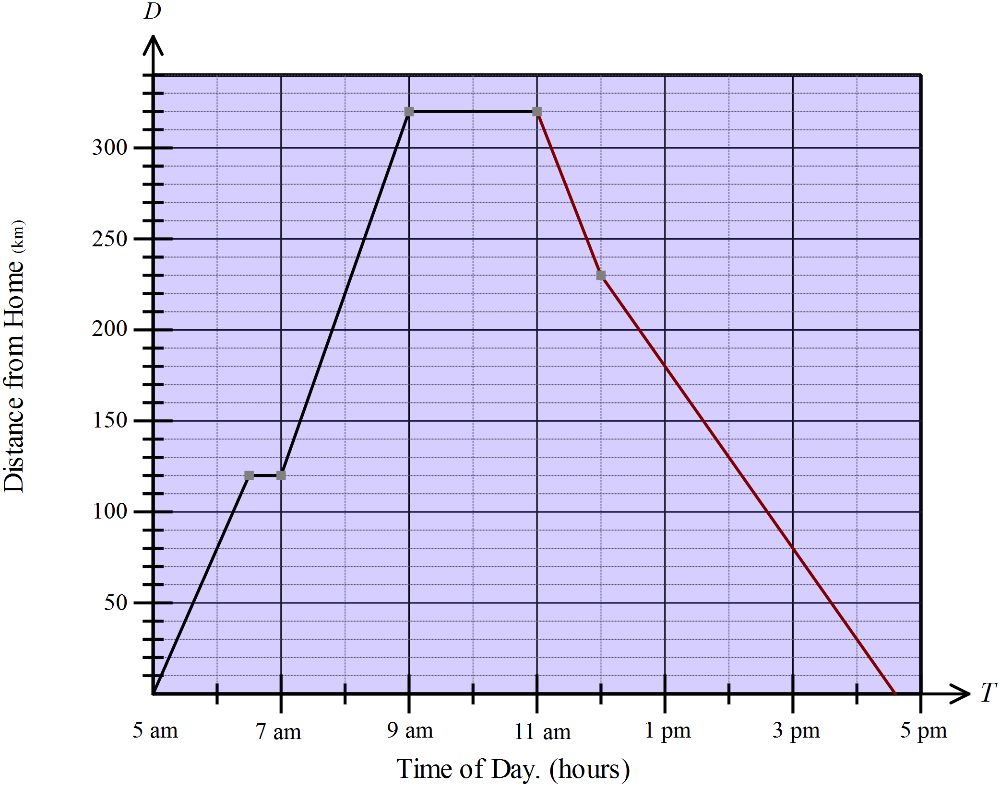 D
Distance from Home (km)
300
250
200
150
100
50
T
5 am 7 am 9 am 11 am 1 pm 3 pm 5 pm
Time of Day. (hours)